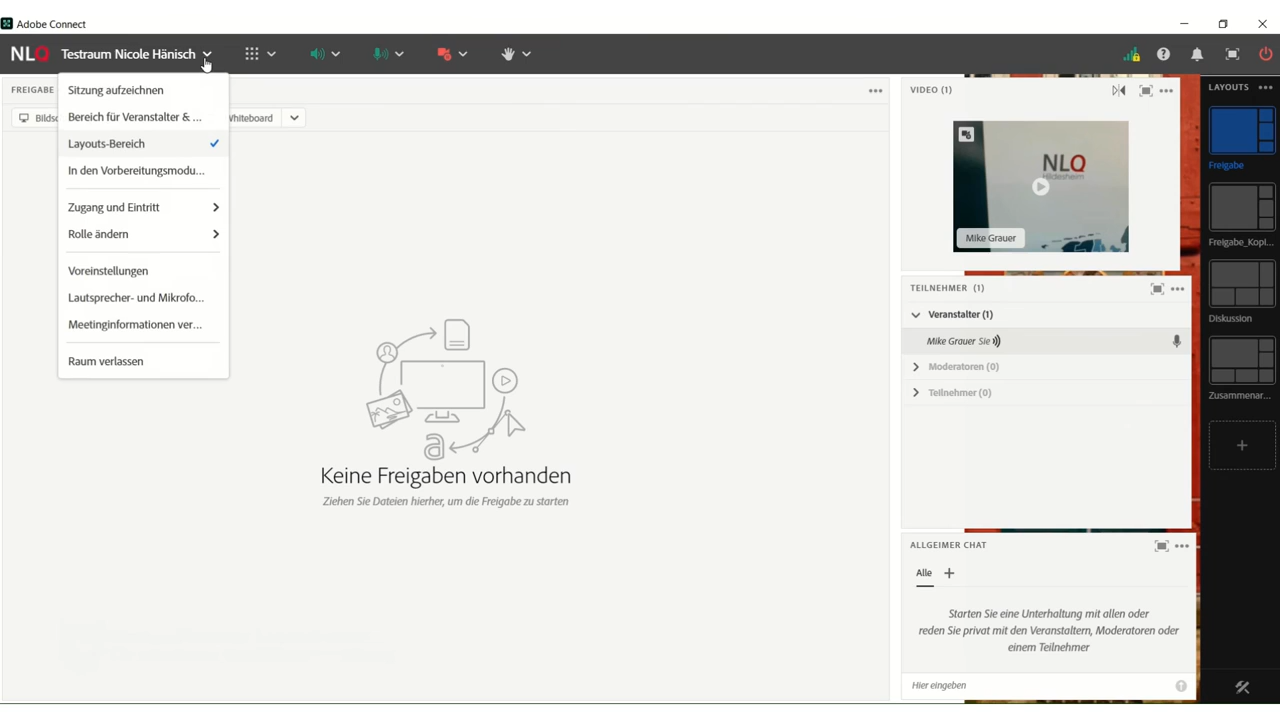 Adobe Connect
NLQ Testraum Nicole Hänisch
FREIGABE
Sitzung aufzeichnen
Bereich für Veranstalter & ...
Layouts-Bereich
In den Vorbereitungsmodu...
Zugang und Eintritt
Rolle ändern
Voreinstellungen
Lautsprecher- und Mikrofo...
Meetinginformationen ver...
Raum verlassen
Keine Freigaben vorhanden
Ziehen Sie Dateien hierher, um die Freigabe zu starten
VIDEO (1)
NLQ
Hildesheim
Mike Grauer
TEILNEHMER (1)
Veranstalter (1)
Mike Grauer Sie
Moderatoren (0)
Teilnehmer (0)
ALLGEIMER CHAT
Alle
Starten Sie eine Unterhaltung mit allen oder
reden Sie privat mit den Veranstaltern, Moderatoren oder
einem Teilnehmer
Hier eingeben
LAYOUTS
Freigabe
Freigabe_Kopi...
Diskussion
Zusammenar...